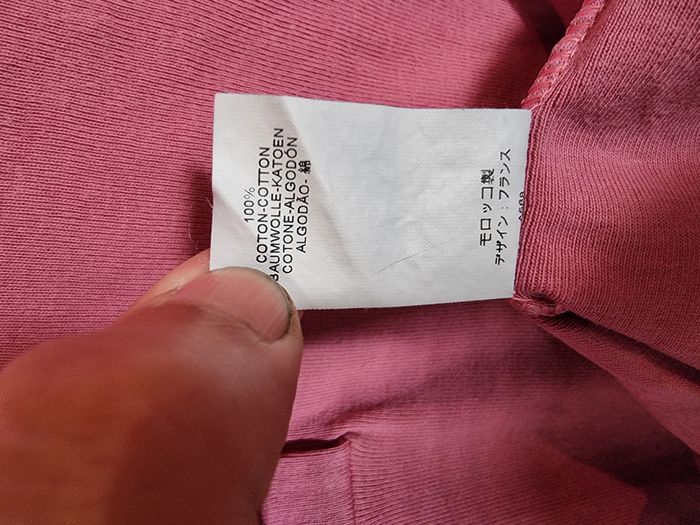 モロッコ製
デザイン：フランス
100%
COTON-COTTON
BAUMWOLLE-KATOEN
COTONE-ALGODÓN
ALGODÃO- 綿